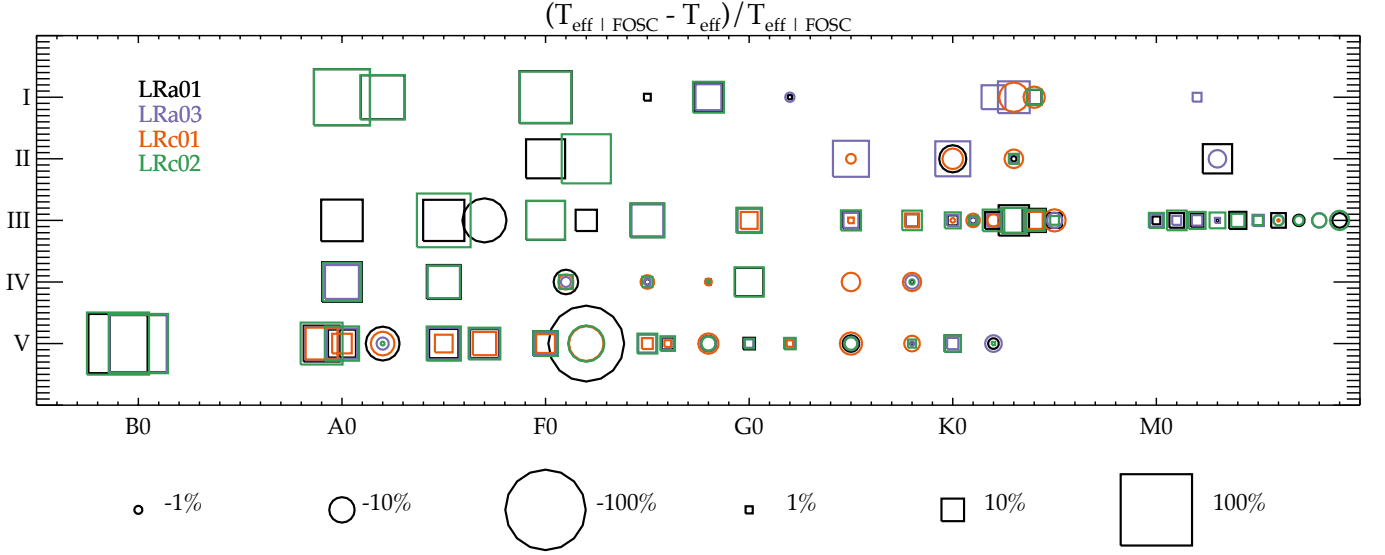 (T_eff | FOSC - T_eff)/T_eff | FOSC
I
II
III
IV
V
LRa01
LRa03
LRc01
LRc02
B0 A0 F0 G0 K0 M0
-1% -10% -100% 1% 10% 100%